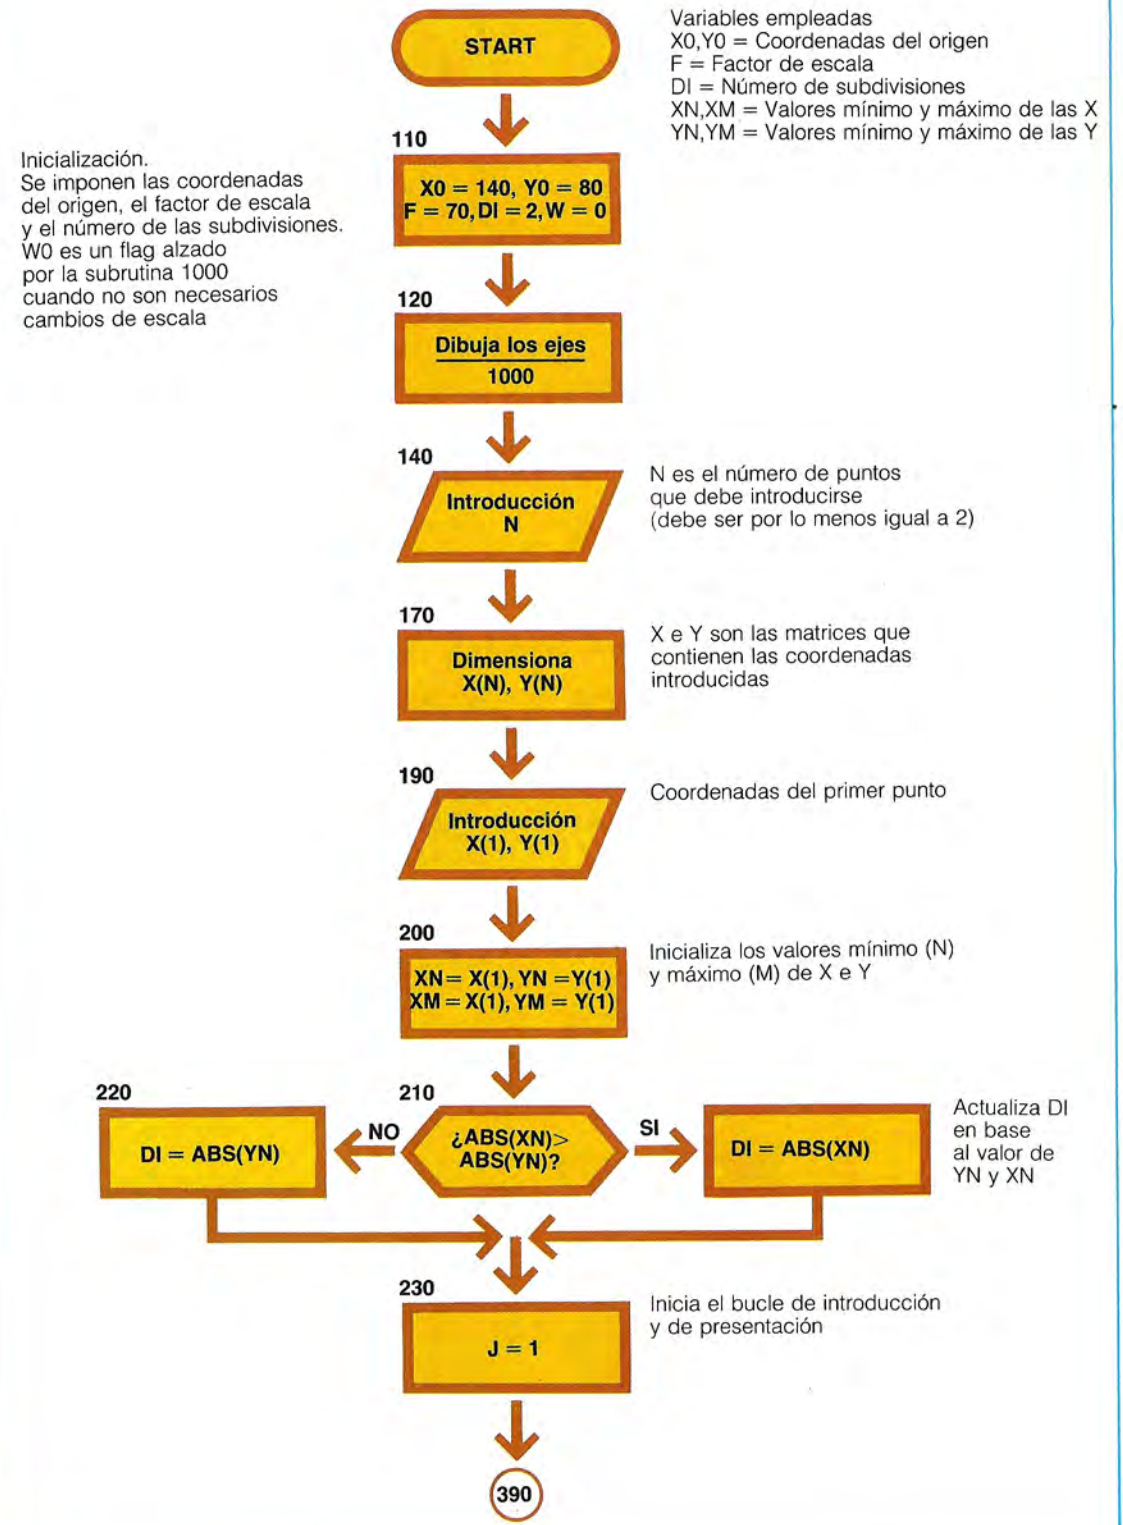 START
Variables empleadas
X0,Y0 = Coordenadas del origen
F = Factor de escala
DI = Número de subdivisiones
XN,XM = Valores mínimo y máximo de las X
YN,YM = Valores mínimo y máximo de las Y
Inicialización.
Se imponen las coordenadas
del origen, el factor de escala
y el número de las subdivisiones.
W0 es un flag alzado
por la subrutina 1000
cuando no son necesarios
cambios de escala
110
X0 = 140, Y0 = 80
F = 70, DI = 2, W = 0
120
Dibuja los ejes
1000
140
Introducción
N
N es el número de puntos
que debe introducirse
(debe ser por lo menos igual a 2)
170
Dimensiona
X(N), Y(N)
X e Y son las matrices que
contienen las coordenadas
introducidas
190
Introducción
X(1), Y(1)
Coordenadas del primer punto
200
XN = X(1), YN = Y(1)
XM = X(1), YM = Y(1)
Inicializa los valores mínimo (N)
y máximo (M) de X e Y
220
DI = ABS(YN)
NO
210
¿ABS(XN)>
ABS(YN)?
SI
DI = ABS(XN)
Actualiza DI
en base
al valor de
YN y XN
230
J = 1
Inicia el bucle de introducción
y de presentación
390